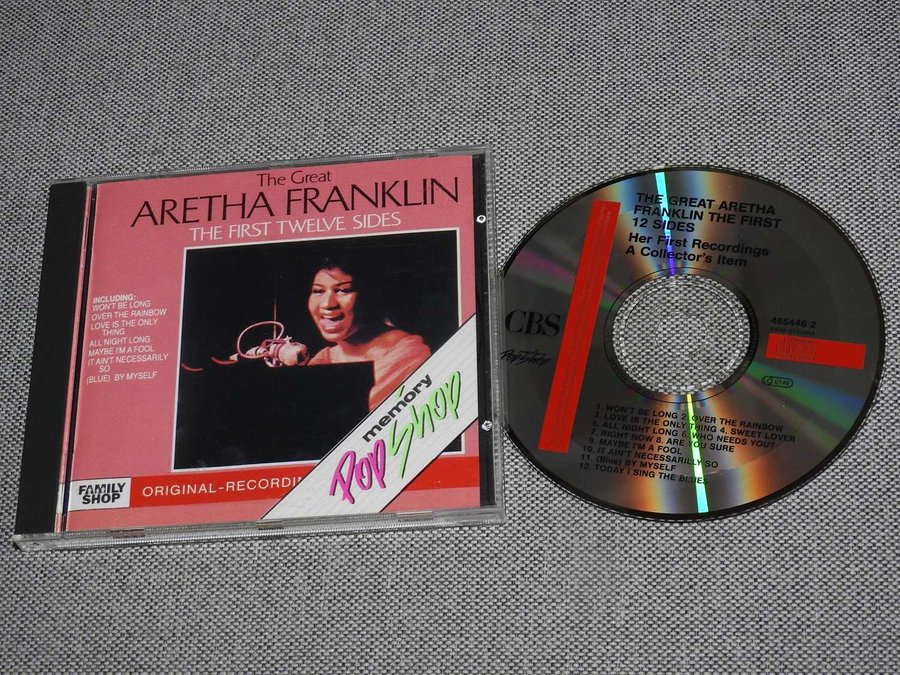 The Great
ARETHA FRANKLIN
THE FIRST TWELVE SIDES
INCLUDING:
WON'T BE LONG
OVER THE RAINBOW
LOVE IS THE ONLY
THING
ALL NIGHT LONG
MAYBE I'M A FOOL
IT AIN'T NECESSARILY
SO
(BLUE) BY MYSELF
memory
Pop Shop
FAMILY
SHOP
ORIGINAL-RECORDIN
THE GREAT ARETHA
FRANKLIN THE FIRST
12 SIDES
Her First Recordings
A Collector's Item
CBS
Pop Shop
465446 2
0149
1. WON'T BE LONG 2. OVER THE RAINBOW
3. LOVE IS THE ONLY THING 4. SWEET LOVER
5. ALL NIGHT LONG 6. WHO NEEDS YOU?
7. RIGHT NOW 8. ARE YOU SURE
9. MAYBE I'M A FOOL
10. IT AIN'T NECESSARILLY SO
11. (Blue) BY MYSELF
12. TODAY I SING THE BLUES